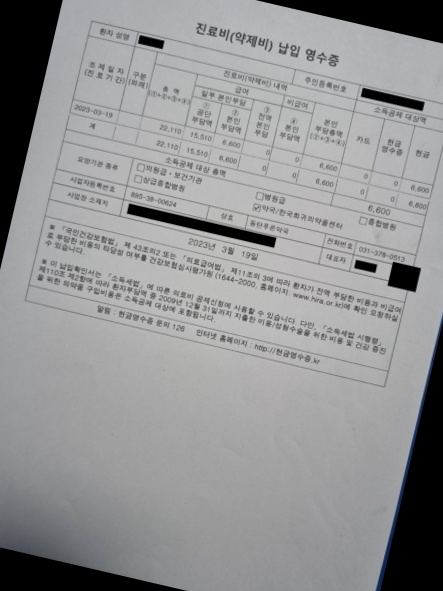 진료비(약제비) 납입 영수증
환자 성명
주민등록번호
조제일자
(진료기간)
구분
(외래)
진료비(약제비) 내역
소득공제 대상액
총 액
(①+②+③+④)
급여
비급여
본인
부담총액
(②+③+④)
카드
현금
영수증
현금
일부 본인부담
①
공단
부담액
②
본인
부담액
③
전액
본인
부담
④
본인
부담액
2023-03-19 22,110 15,510 6,600 0 0 6,600 0 0 6,600
계 22,110 15,510 6,600 0 0 6,600 0 0 6,600
소득공제 대상 총액 6,600
요양기관 종류
□의원급·보건기관 □병원급 □종합병원
□상급종합병원 ☑약국/한국희귀의약품센터
사업자등록번호 895-38-00624 상호 동탄푸른약국 전화번호 031-378-0513
사업장 소재지 대표자
2023년 3월 19일
※ 「국민건강보험법」 제43조의2 또는 「의료급여법」 제11조의3에 따라 환자가 전액 부담한 비용과 비급여
로 부담한 비용의 타당성 여부를 건강보험심사평가원 (1644-2000, 홈페이지: www.hira.or.kr)에 확인 요청하실
수 있습니다.
※ 이 납입확인서는 「소득세법」에 따른 의료비 공제신청에 사용할 수 있습니다. 다만, 「소득세법 시행령」
제110조 제2항에 따라 환자부담액 중 2009년 12월 31일까지 지출한 미용/성형수술을 위한 비용 및 건강 증진
을 위한 의약품 구입비용은 소득공제 대상에 포함됩니다.
알림 : 현금영수증 문의 126 인터넷 홈페이지 : http://현금영수증.kr